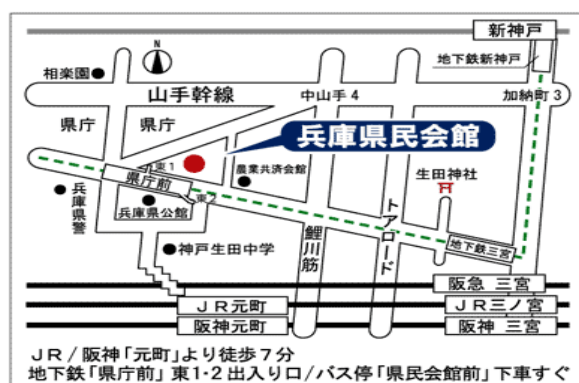 新神戸
地下鉄新神戸
N
相楽園
山手幹線
中山手4
加納町3
県庁
県庁
兵庫県民会館
東1
農業共済会館
生田神社
県庁前
東2
兵庫県警
兵庫県公館
トアロード
鯉川筋
地下鉄三宮
神戸生田中学
阪急 三宮
JR元町
JR三ノ宮
阪神元町
阪神 三宮
JR/阪神「元町」より徒歩7分
地下鉄「県庁前」東1・2出入り口/バス停「県民会館前」下車すぐ